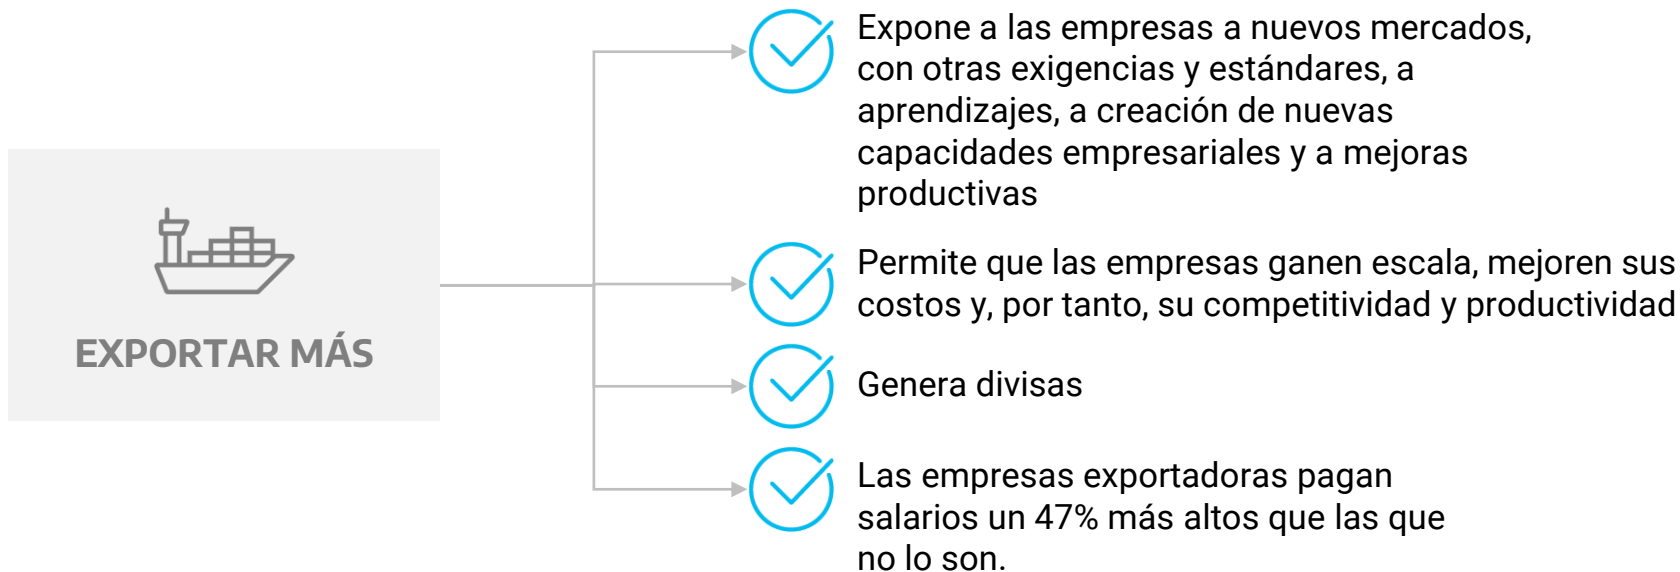 EXPORTAR MÁS
Expone a las empresas a nuevos mercados,
con otras exigencias y estándares, a
aprendizajes, a creación de nuevas
capacidades empresariales y a mejoras
productivas
Permite que las empresas ganen escala, mejoren sus
costos y, por tanto, su competitividad y productividad
Genera divisas
Las empresas exportadoras pagan
salarios un 47% más altos que las que
no lo son.